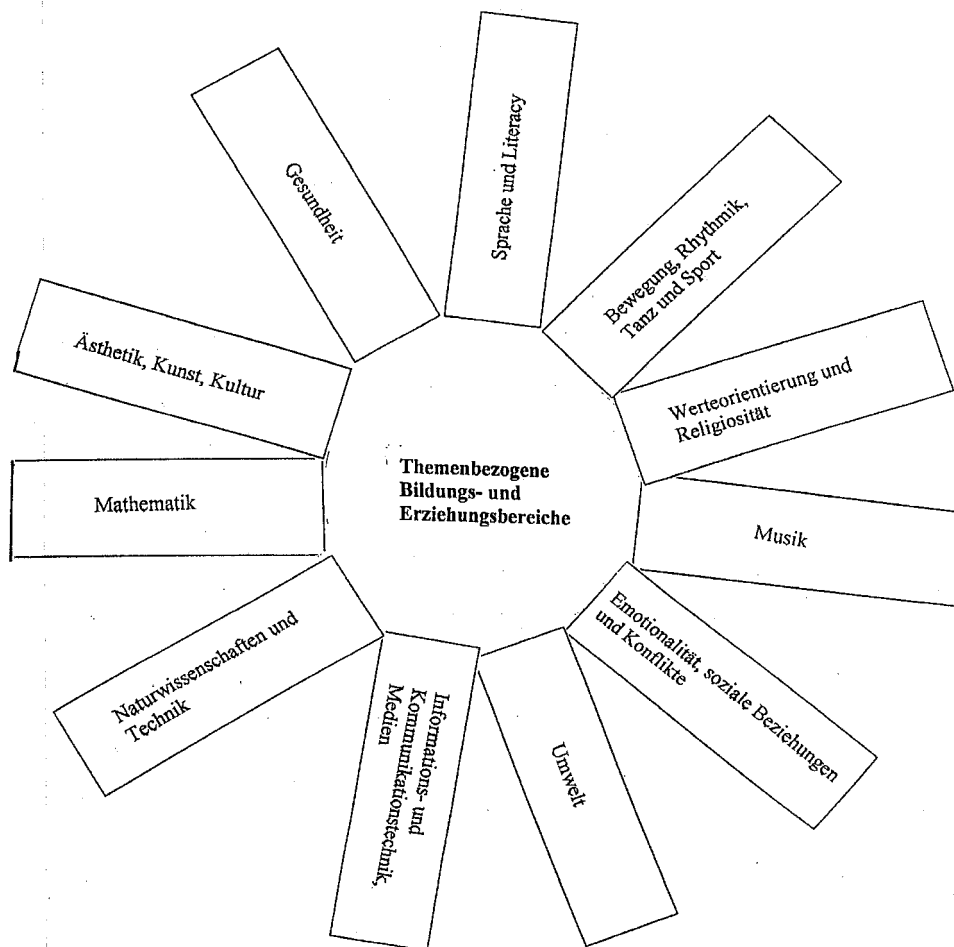 Sprache und Literacy
Bewegung, Rhythmik,
Tanz und Sport
Werteorientierung und
Religiosität
Musik
Emotionalität, soziale Beziehungen
und Konflikte
Umwelt
Informations- und
Kommunikationstechnik,
Medien
Naturwissenschaften und
Technik
Mathematik
Ästhetik, Kunst, Kultur
Gesundheit
Themenbezogene
Bildungs- und
Erziehungsbereiche